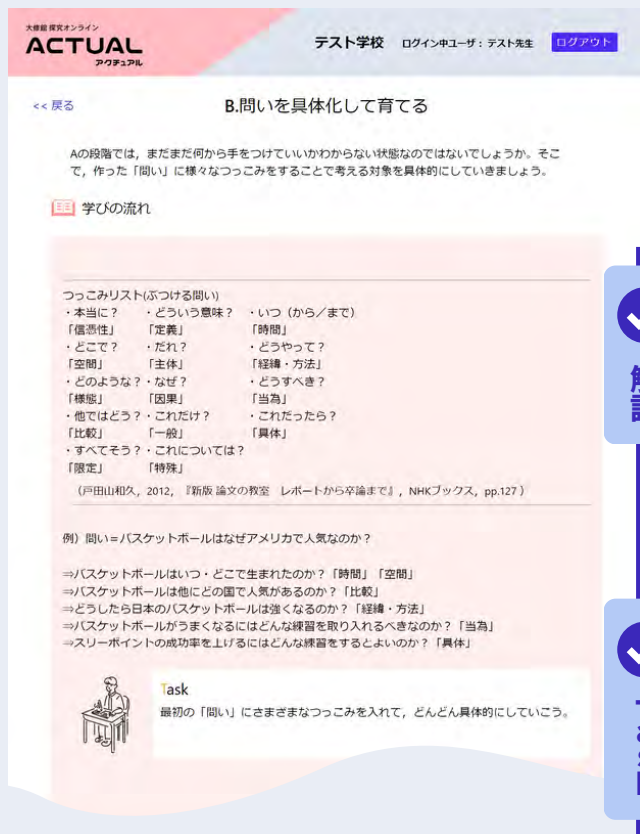 大修館 探究オンライン
ACTUAL
アクチュアル
テスト学校 ログイン中ユーザ： テスト先生 ログアウト
<< 戻る
B.問いを具体化して育てる
Aの段階では，まだまだ何から手をつけていいかわからない状態なのではないでしょうか。そこ
で，作った「問い」に様々なつっこみをすることで考える対象を具体的にしていきましょう。
学びの流れ
つっこみリスト(ぶつける問い)
・本当に？ ・どういう意味？ ・いつ（から／まで）
「信憑性」 「定義」 「時間」
・どこで？ ・だれ？ ・どうやって？
「空間」 「主体」 「経緯・方法」
・どのような？・なぜ？ ・どうすべき？
「様態」 「因果」 「当為」
・他ではどう？・これだけ？ ・これだったら？
「比較」 「一般」 「具体」
・すべてそう？・これについては？
「限定」 「特殊」
（戸田山和久，2012，『新版 論文の教室 レポートから卒論まで』，NHKブックス，pp.127）
例）問い＝バスケットボールはなぜアメリカで人気なのか？
⇒バスケットボールはいつ・どこで生まれたのか？「時間」「空間」
⇒バスケットボールは他にどの国で人気があるのか？「比較」
⇒どうしたら日本のバスケットボールは強くなるのか？「経緯・方法」
⇒バスケットボールがうまくなるにはどんな練習を取り入れるべきなのか？「当為」
⇒スリーポイントの成功率を上げるにはどんな練習をするとよいのか？「具体」
Task
最初の「問い」にさまざまなつっこみを入れて，どんどん具体的にしていこう。